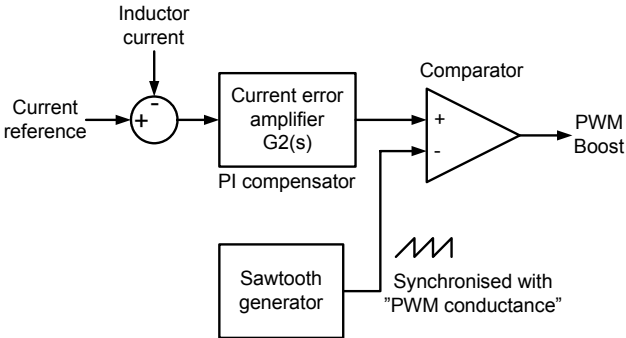 Inductor
current
Current
reference
-
+
Current error
amplifier
G2(s)
PI compensator
Comparator
+
-
PWM
Boost
Sawtooth
generator
Synchronised with
"PWM conductance"